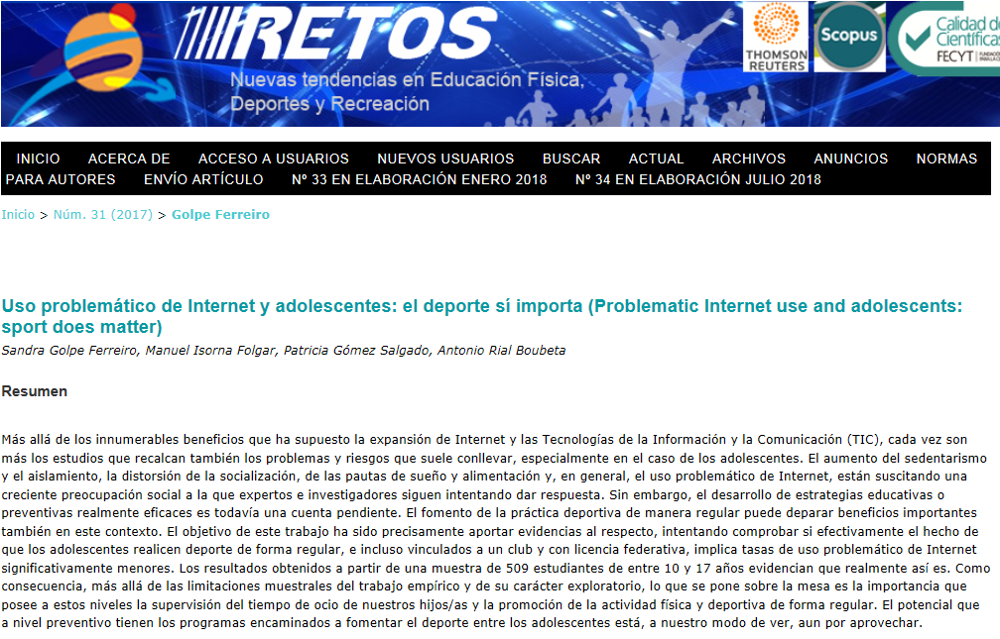 RETOS
Nuevas tendencias en Educación Física,
Deportes y Recreación
THOMSON
REUTERS
Scopus
Calidad de
Científicas
FECYT
INICIO ACERCA DE ACCESO A USUARIOS NUEVOS USUARIOS BUSCAR ACTUAL ARCHIVOS ANUNCIOS NORMAS
PARA AUTORES ENVÍO ARTÍCULO Nº 33 EN ELABORACIÓN ENERO 2018 Nº 34 EN ELABORACIÓN JULIO 2018
Inicio > Núm. 31 (2017) > Golpe Ferreiro
Uso problemático de Internet y adolescentes: el deporte sí importa (Problematic Internet use and adolescents:
sport does matter)
Sandra Golpe Ferreiro, Manuel Isorna Folgar, Patricia Gómez Salgado, Antonio Rial Boubeta
Resumen
Más allá de los innumerables beneficios que ha supuesto la expansión de Internet y las Tecnologías de la Información y la Comunicación (TIC), cada vez son
más los estudios que recalcan también los problemas y riesgos que suele conllevar, especialmente en el caso de los adolescentes. El aumento del sedentarismo
y el aislamiento, la distorsión de la socialización, de las pautas de sueño y alimentación y, en general, el uso problemático de Internet, están suscitando una
creciente preocupación social a la que expertos e investigadores siguen intentando dar respuesta. Sin embargo, el desarrollo de estrategias educativas o
preventivas realmente eficaces es todavía una cuenta pendiente. El fomento de la práctica deportiva de manera regular puede deparar beneficios importantes
también en este contexto. El objetivo de este trabajo ha sido precisamente aportar evidencias al respecto, intentando comprobar si efectivamente el hecho de
que los adolescentes realicen deporte de forma regular, e incluso vinculados a un club y con licencia federativa, implica tasas de uso problemático de Internet
significativamente menores. Los resultados obtenidos a partir de una muestra de 509 estudiantes de entre 10 y 17 años evidencian que realmente así es. Como
consecuencia, más allá de las limitaciones muestrales del trabajo empírico y de su carácter exploratorio, lo que se pone sobre la mesa es la importancia que
posee a estos niveles la supervisión del tiempo de ocio de nuestros hijos/as y la promoción de la actividad física y deportiva de forma regular. El potencial que
a nivel preventivo tienen los programas encaminados a fomentar el deporte entre los adolescentes está, a nuestro modo de ver, aun por aprovechar.